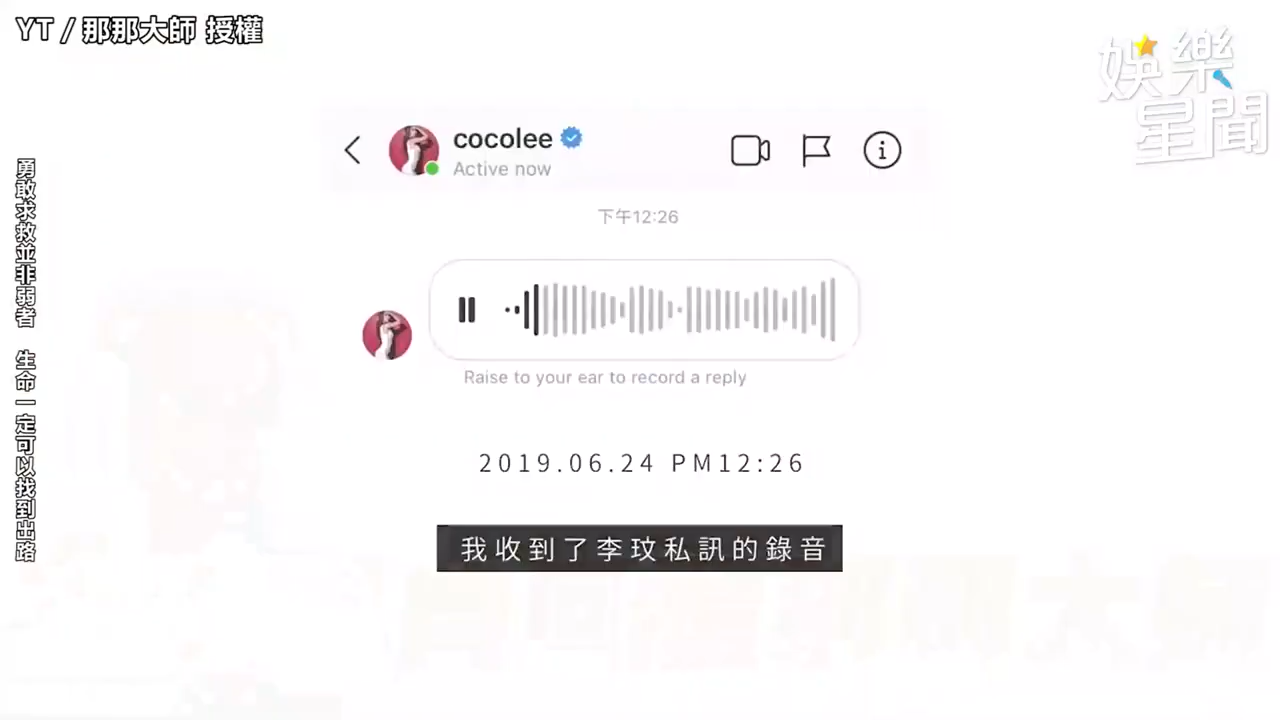 YT / 那那大師 授權
娛樂
星聞
勇敢求救並非弱者 生命一定可以找到出路
cocolee
Active now
下午12:26
Raise to your ear to record a reply
2019.06.24 PM12:26
我收到了李玟私訊的錄音